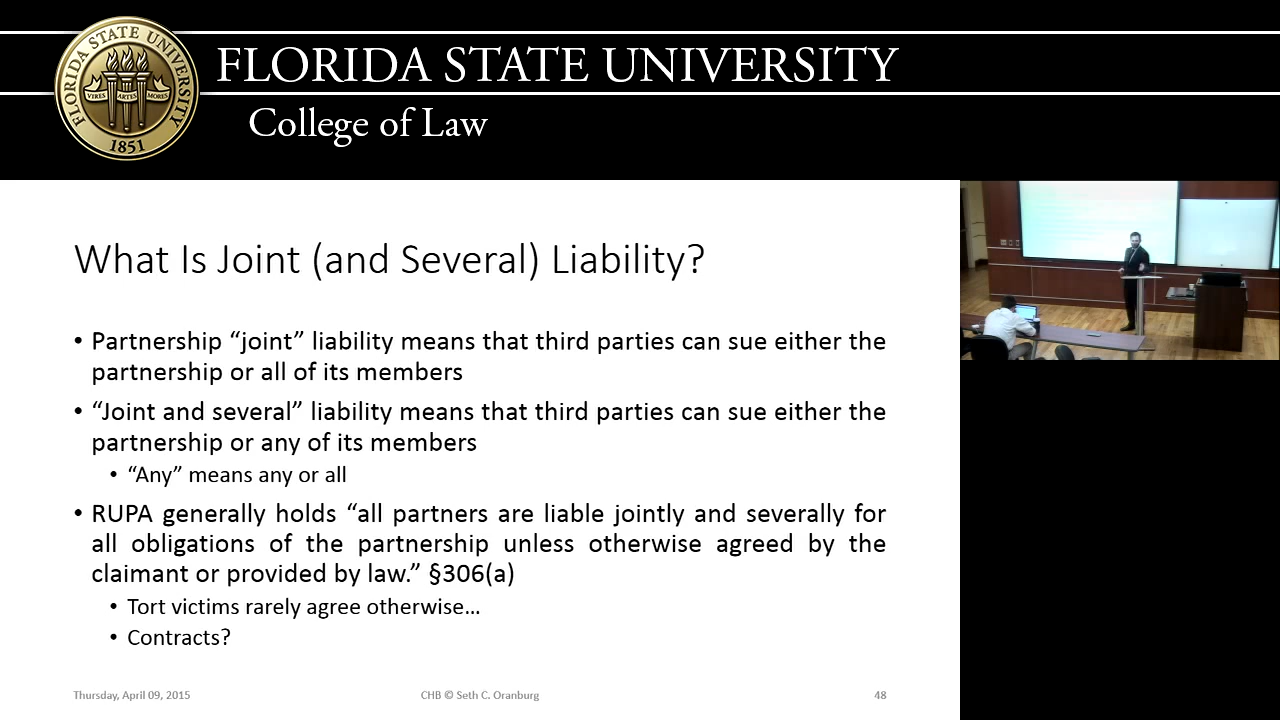 FLORIDA STATE UNIVERSITY
College of Law
FLORIDA STATE UNIVERSITY
VIRES ARTES MORES
1851
What Is Joint (and Several) Liability?
• Partnership “joint” liability means that third parties can sue either the
partnership or all of its members
• “Joint and several” liability means that third parties can sue either the
partnership or any of its members
• “Any” means any or all
• RUPA generally holds “all partners are liable jointly and severally for
all obligations of the partnership unless otherwise agreed by the
claimant or provided by law.” §306(a)
• Tort victims rarely agree otherwise…
• Contracts?
Thursday, April 09, 2015
CHB © Seth C. Oranburg
48